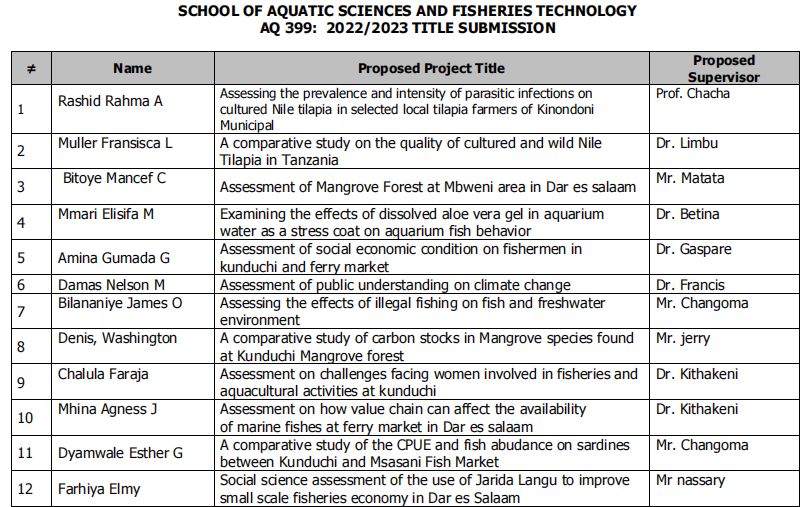 SCHOOL OF AQUATIC SCIENCES AND FISHERIES TECHNOLOGY
AQ 399: 2022/2023 TITLE SUBMISSION
≠ Name Proposed Project Title Proposed Supervisor
1 Rashid Rahma A Assessing the prevalence and intensity of parasitic infections on Prof. Chacha
cultured Nile tilapia in selected local tilapia farmers of Kinondoni
Municipal
2 Muller Fransisca L A comparative study on the quality of cultured and wild Nile Dr. Limbu
Tilapia in Tanzania
3 Bitoye Mancef C Assessment of Mangrove Forest at Mbweni area in Dar es salaam Mr. Matata
4 Mmari Elisifa M Examining the effects of dissolved aloe vera gel in aquarium Dr. Betina
water as a stress coat on aquarium fish behavior
5 Amina Gumada G Assessment of social economic condition on fishermen in Dr. Gaspare
kunduchi and ferry market
6 Damas Nelson M Assessment of public understanding on climate change Dr. Francis
7 Bilananiye James O Assessing the effects of illegal fishing on fish and freshwater Mr. Changoma
environment
8 Denis, Washington A comparative study of carbon stocks in Mangrove species found Mr. jerry
at Kunduchi Mangrove forest
9 Chalula Faraja Assessment on challenges facing women involved in fisheries and Dr. Kithakeni
aquacultural activities at kunduchi
10 Mhina Agness J Assessment on how value chain can affect the availability Dr. Kithakeni
of marine fishes at ferry market in Dar es salaam
11 Dyamwale Esther G A comparative study of the CPUE and fish abudance on sardines Mr. Changoma
between Kunduchi and Msasani Fish Market
12 Farhiya Elmy Social science assessment of the use of Jarida Langu to improve Mr nassary
small scale fisheries economy in Dar es Salaam